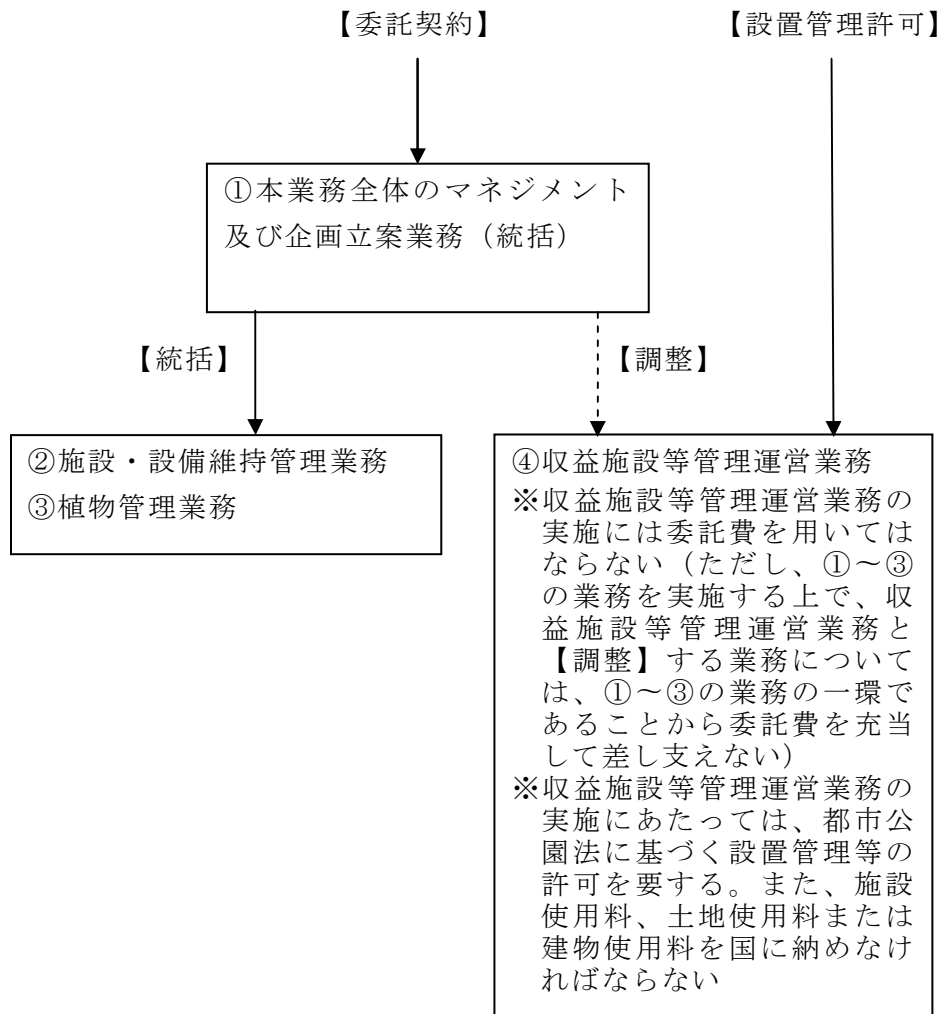 【委託契約】
【設置管理許可】
①本業務全体のマネジメント
及び企画立案業務（統括）
【統括】
【調整】
②施設・設備維持管理業務
③植物管理業務
④収益施設等管理運営業務
※収益施設等管理運営業務の
実施には委託費を用いては
ならない（ただし、①～③
の業務を実施する上で、収
益施設等管理運営業務と
【調整】する業務について
は、①～③の業務の一環で
あることから委託費を充当
して差し支えない）
※収益施設等管理運営業務の
実施にあたっては、都市公
園法に基づく設置管理等の
許可を要する。また、施設
使用料、土地使用料または
建物使用料を国に納めなけ
ればならない